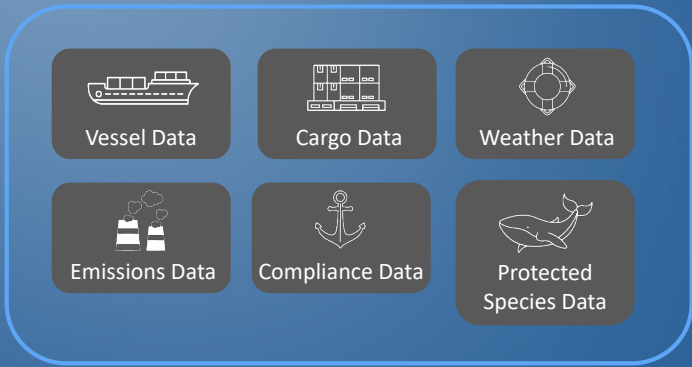 Vessel Data
Cargo Data
Weather Data
Emissions Data
Compliance Data
Protected
Species Data